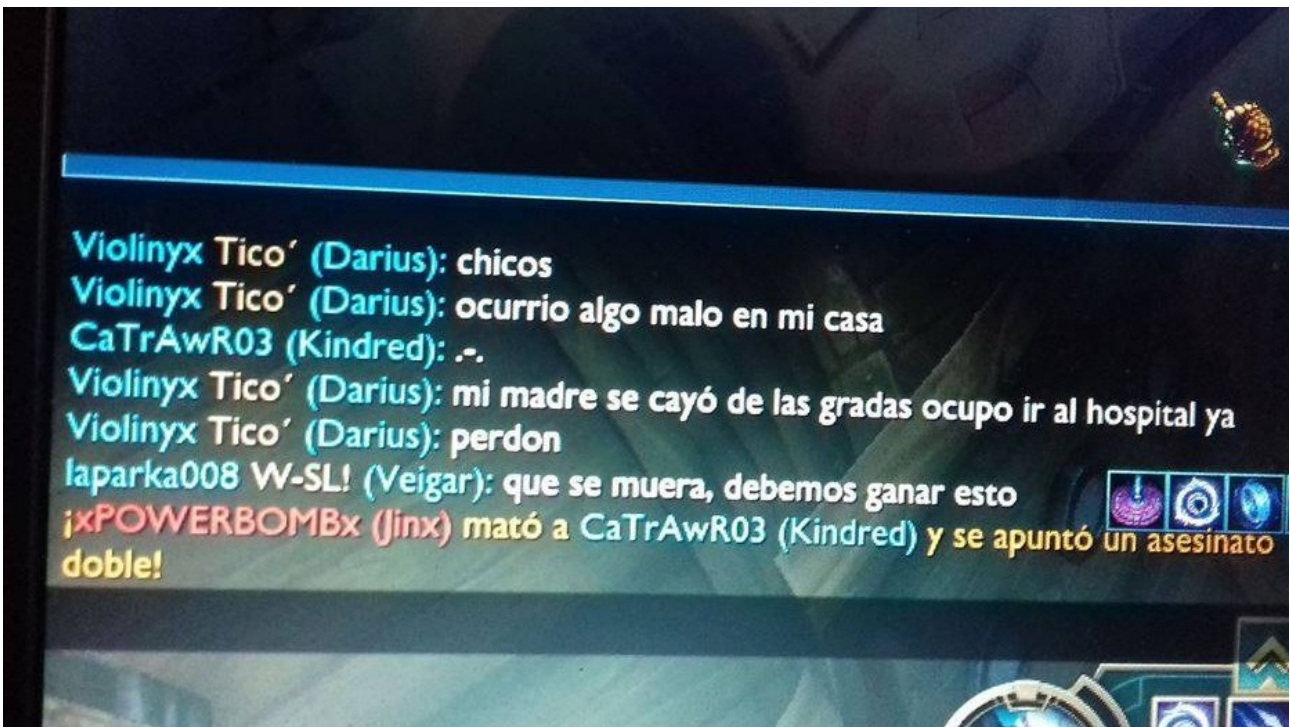 Violinyx Tico´ (Darius): chicos
Violinyx Tico´ (Darius): ocurrio algo malo en mi casa
CaTrAwR03 (Kindred): .-.
Violinyx Tico´ (Darius): mi madre se cayó de las gradas ocupo ir al hospital ya
Violinyx Tico´ (Darius): perdon
laparka008 W-SL! (Veigar): que se muera, debemos ganar esto
¡xPOWERBOMBx (Jinx) mató a CaTrAwR03 (Kindred) y se apuntó un asesinato
doble!